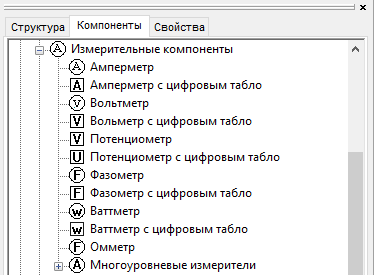 Структура Компоненты Свойства
A Измерительные компоненты
A Амперметр
A Амперметр с цифровым табло
V Вольтметр
V Вольметр с цифровым табло
V Потенциометр
U Потенциометр с цифровым табло
F Фазометр
F Фазометр с цифровым табло
W Ваттметр
W Ваттметр с цифровым табло
F Омметр
A Многоуровневые измерители